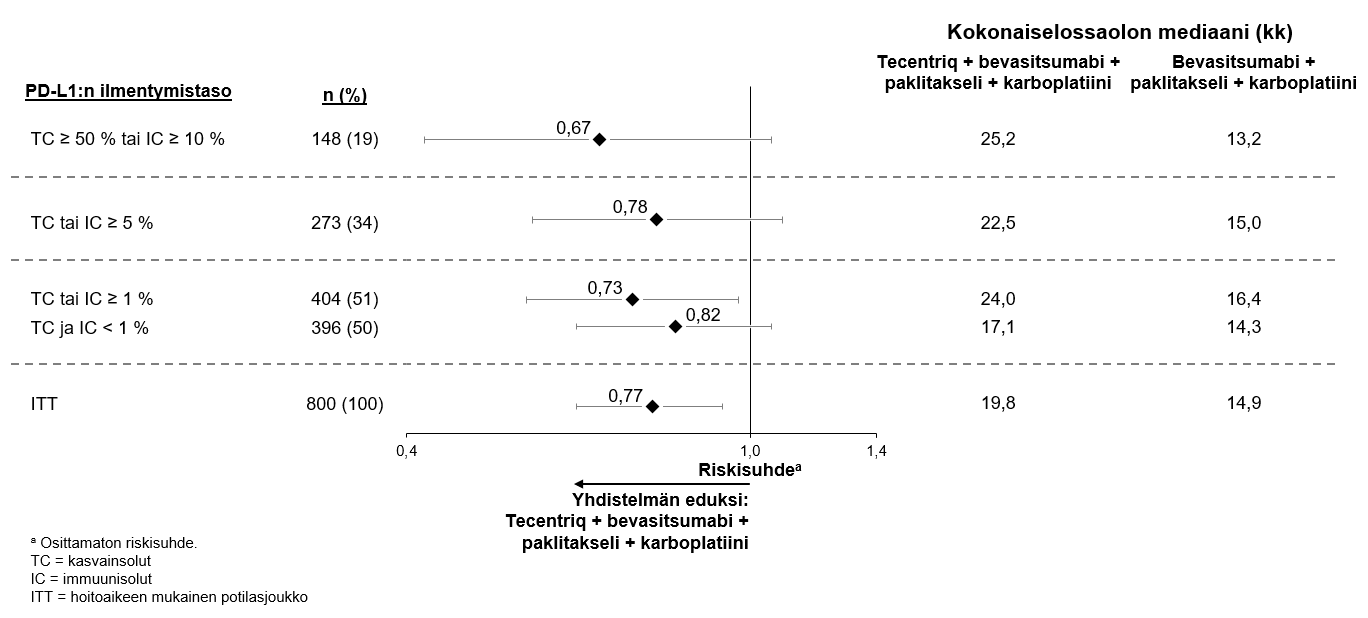 Kokonaiselossaolon mediaani (kk)
PD-L1:n ilmentymistaso n (%) Tecentriq + bevasitsumabi + paklitakseli + karboplatiini Bevasitsumabi + paklitakseli + karboplatiini
TC ≥ 50 % tai IC ≥ 10 % 148 (19) 0,67 25,2 13,2
TC tai IC ≥ 5 % 273 (34) 0,78 22,5 15,0
TC tai IC ≥ 1 % 404 (51) 0,73 24,0 16,4
TC ja IC < 1 % 396 (50) 0,82 17,1 14,3
ITT 800 (100) 0,77 19,8 14,9
0,4 1,0 1,4
Riskisuhdeᵃ
Yhdistelmän eduksi:
Tecentriq + bevasitsumabi +
paklitakseli + karboplatiini
ᵃ Osittamaton riskisuhde.
TC = kasvainsolut
IC = immuunisolut
ITT = hoitoaikeen mukainen potilasjoukko